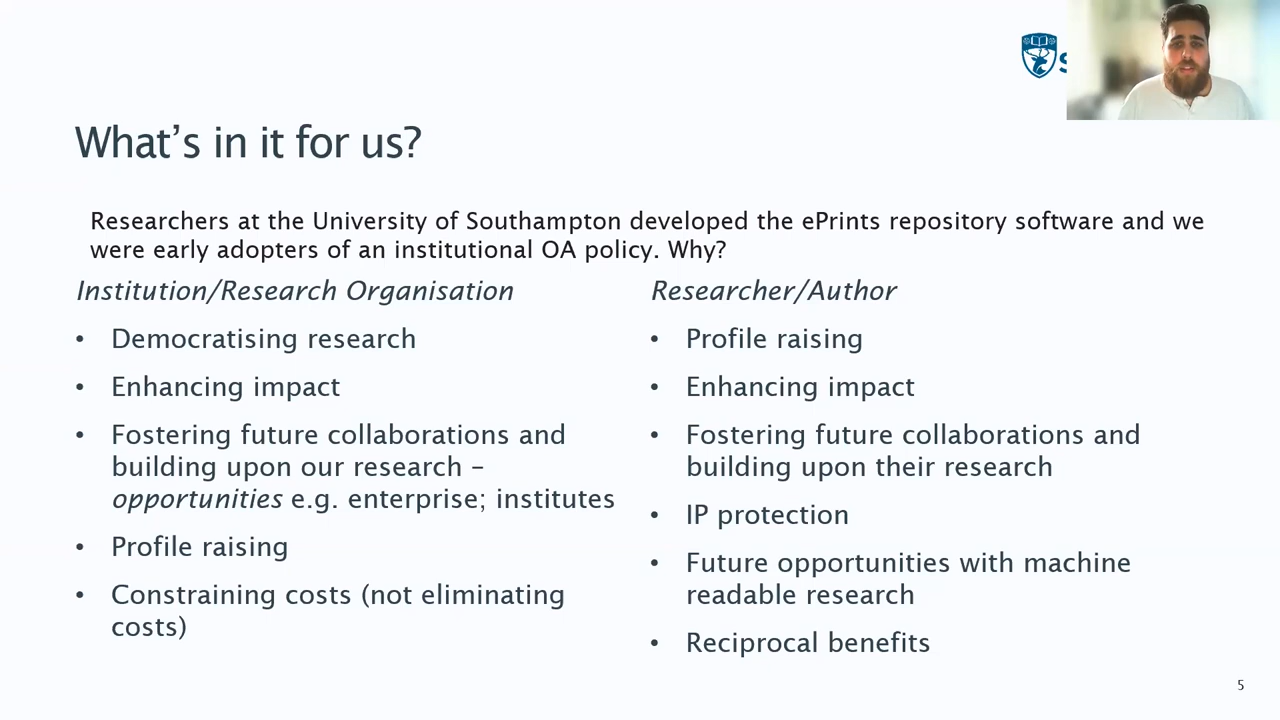 What's in it for us?
Researchers at the University of Southampton developed the ePrints repository software and we
were early adopters of an institutional OA policy. Why?
Institution/Research Organisation
• Democratising research
• Enhancing impact
• Fostering future collaborations and
building upon our research –
opportunities e.g. enterprise; institutes
• Profile raising
• Constraining costs (not eliminating
costs)
Researcher/Author
• Profile raising
• Enhancing impact
• Fostering future collaborations and
building upon their research
• IP protection
• Future opportunities with machine
readable research
• Reciprocal benefits
5